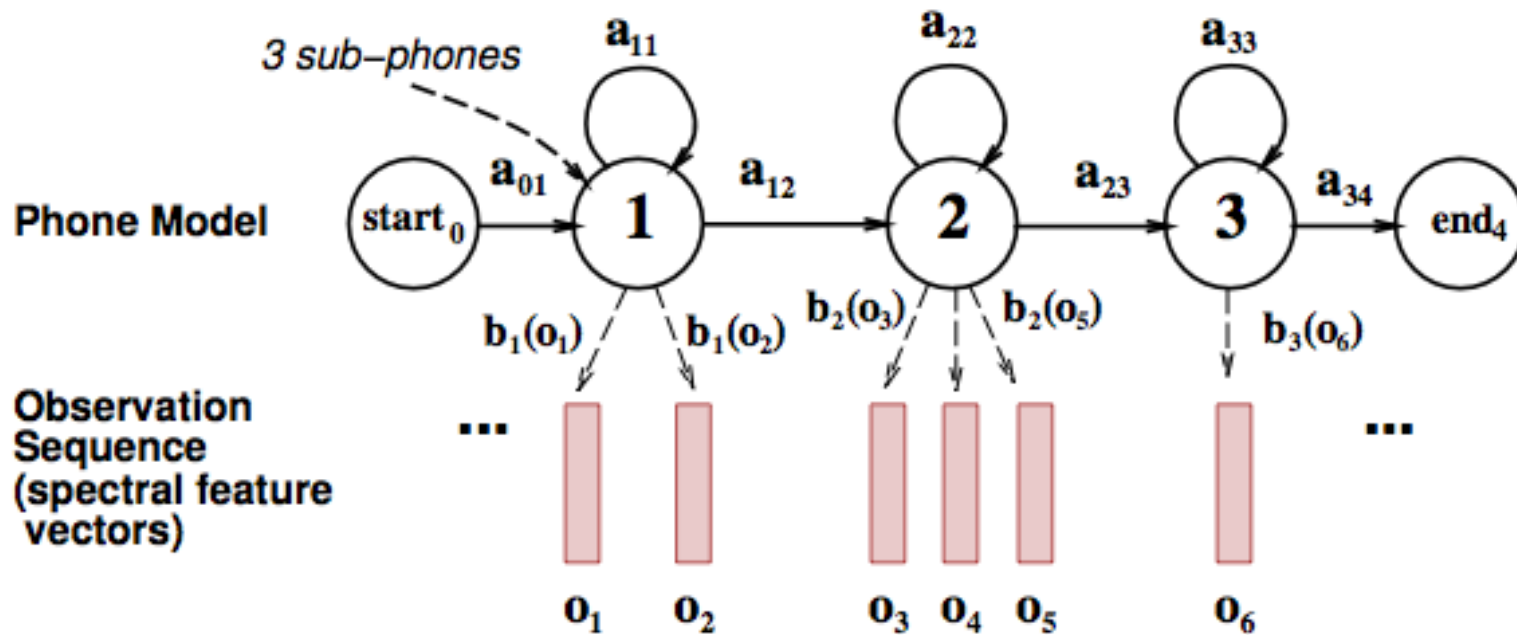 3 sub-phones
a₁₁
a₂₂
a₃₃
Phone Model
start₀
a₀₁
1
a₁₂
2
a₂₃
3
a₃₄
end₄
b₁(o₁)
b₁(o₂)
b₂(o₃)
b₂(o₅)
b₃(o₆)
Observation
Sequence
(spectral feature
vectors)
...
...
o₁
o₂
o₃
o₄
o₅
o₆